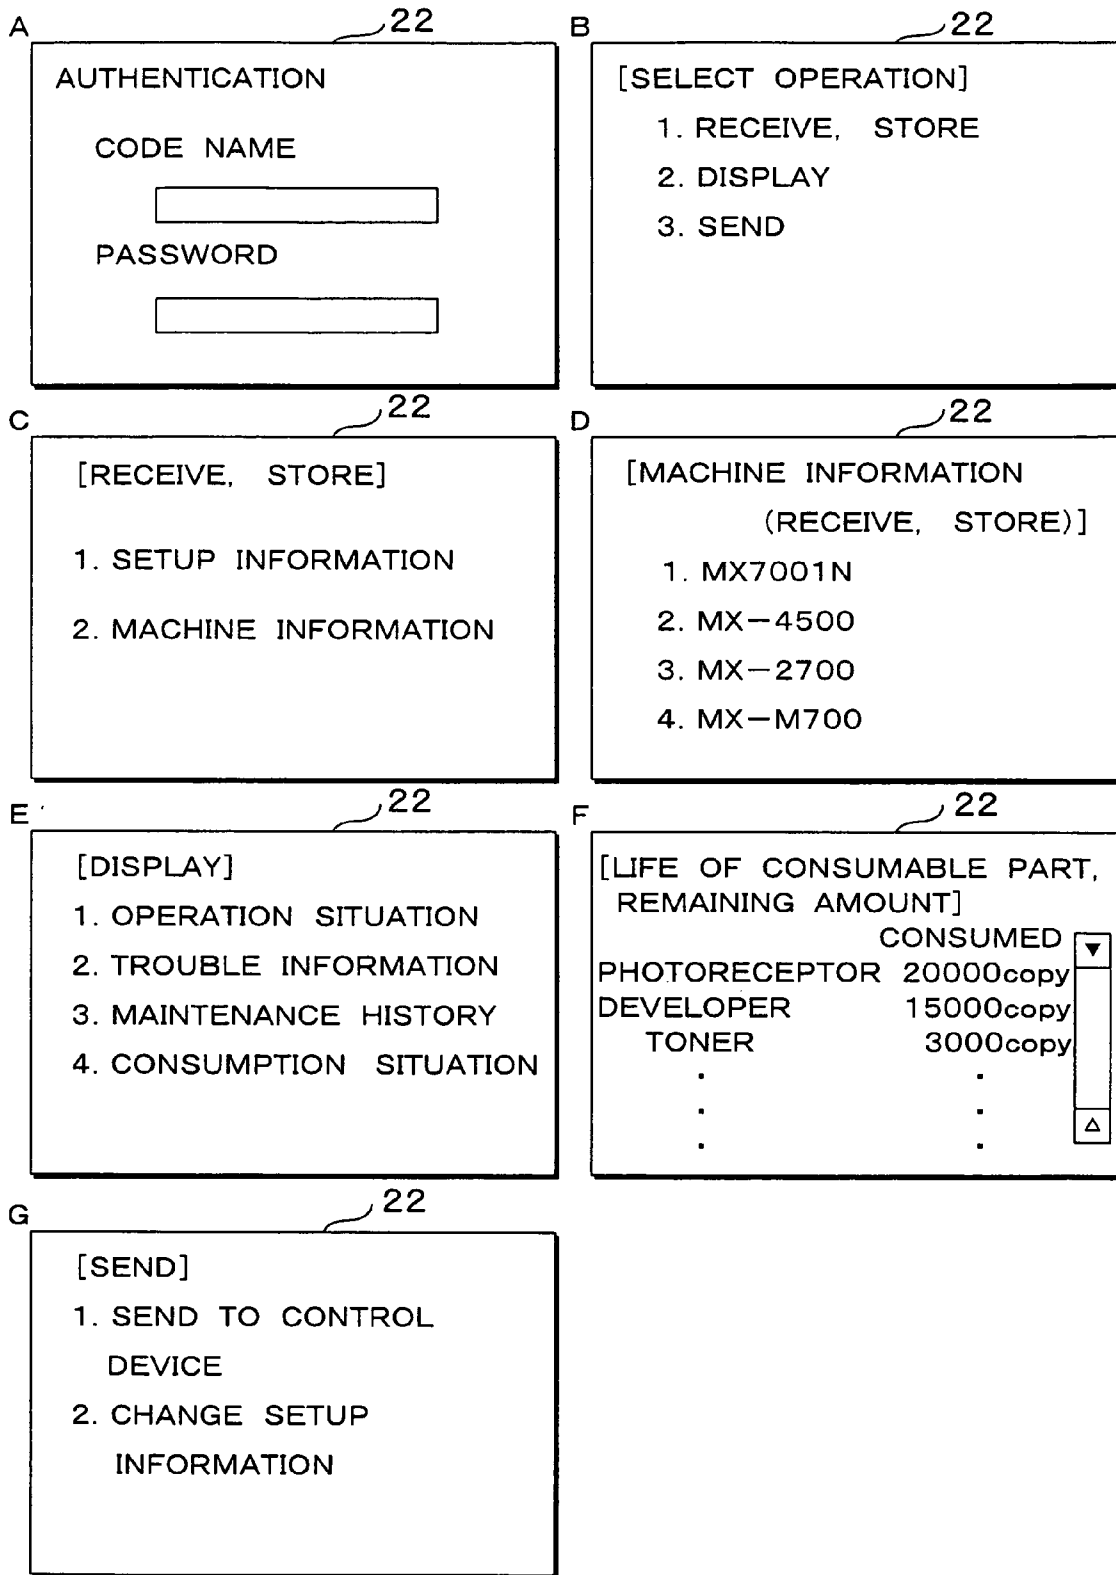 A
22
AUTHENTICATION
CODE NAME
PASSWORD
B
22
[SELECT OPERATION]
1. RECEIVE, STORE
2. DISPLAY
3. SEND
C
22
[RECEIVE, STORE]
1. SETUP INFORMATION
2. MACHINE INFORMATION
D
22
[MACHINE INFORMATION
(RECEIVE, STORE)]
1. MX7001N
2. MX-4500
3. MX-2700
4. MX-M700
E
22
[DISPLAY]
1. OPERATION SITUATION
2. TROUBLE INFORMATION
3. MAINTENANCE HISTORY
4. CONSUMPTION SITUATION
F
22
[LIFE OF CONSUMABLE PART,
REMAINING AMOUNT]
CONSUMED
PHOTORECEPTOR 20000copy
DEVELOPER 15000copy
TONER 3000copy
. .
. .
. .
G
22
[SEND]
1. SEND TO CONTROL
DEVICE
2. CHANGE SETUP
INFORMATION